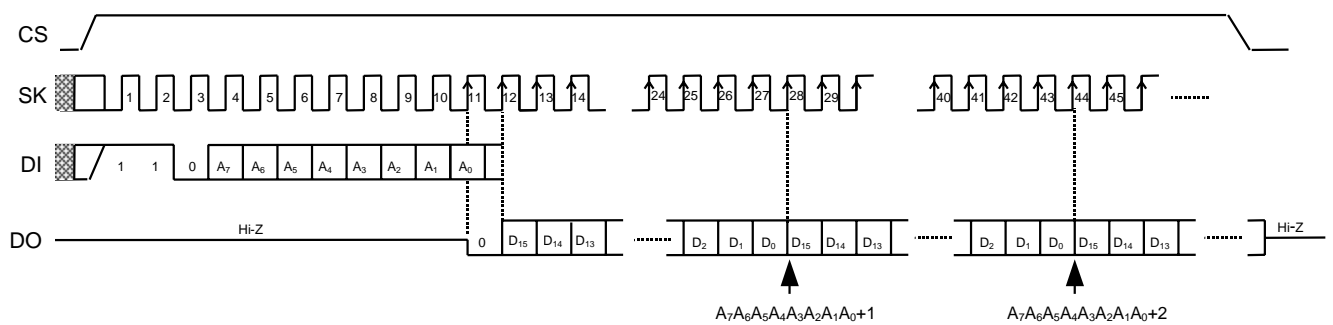 CS
SK 1 2 3 4 5 6 7 8 9 10 11 12 13 14 24 25 26 27 28 29 40 41 42 43 44 45
DI 1 1 0 A7 A6 A5 A4 A3 A2 A1 A0
DO Hi-Z 0 D15 D14 D13 D2 D1 D0 D15 D14 D13 D2 D1 D0 D15 D14 D13 Hi-Z
A7A6A5A4A3A2A1A0+1 A7A6A5A4A3A2A1A0+2